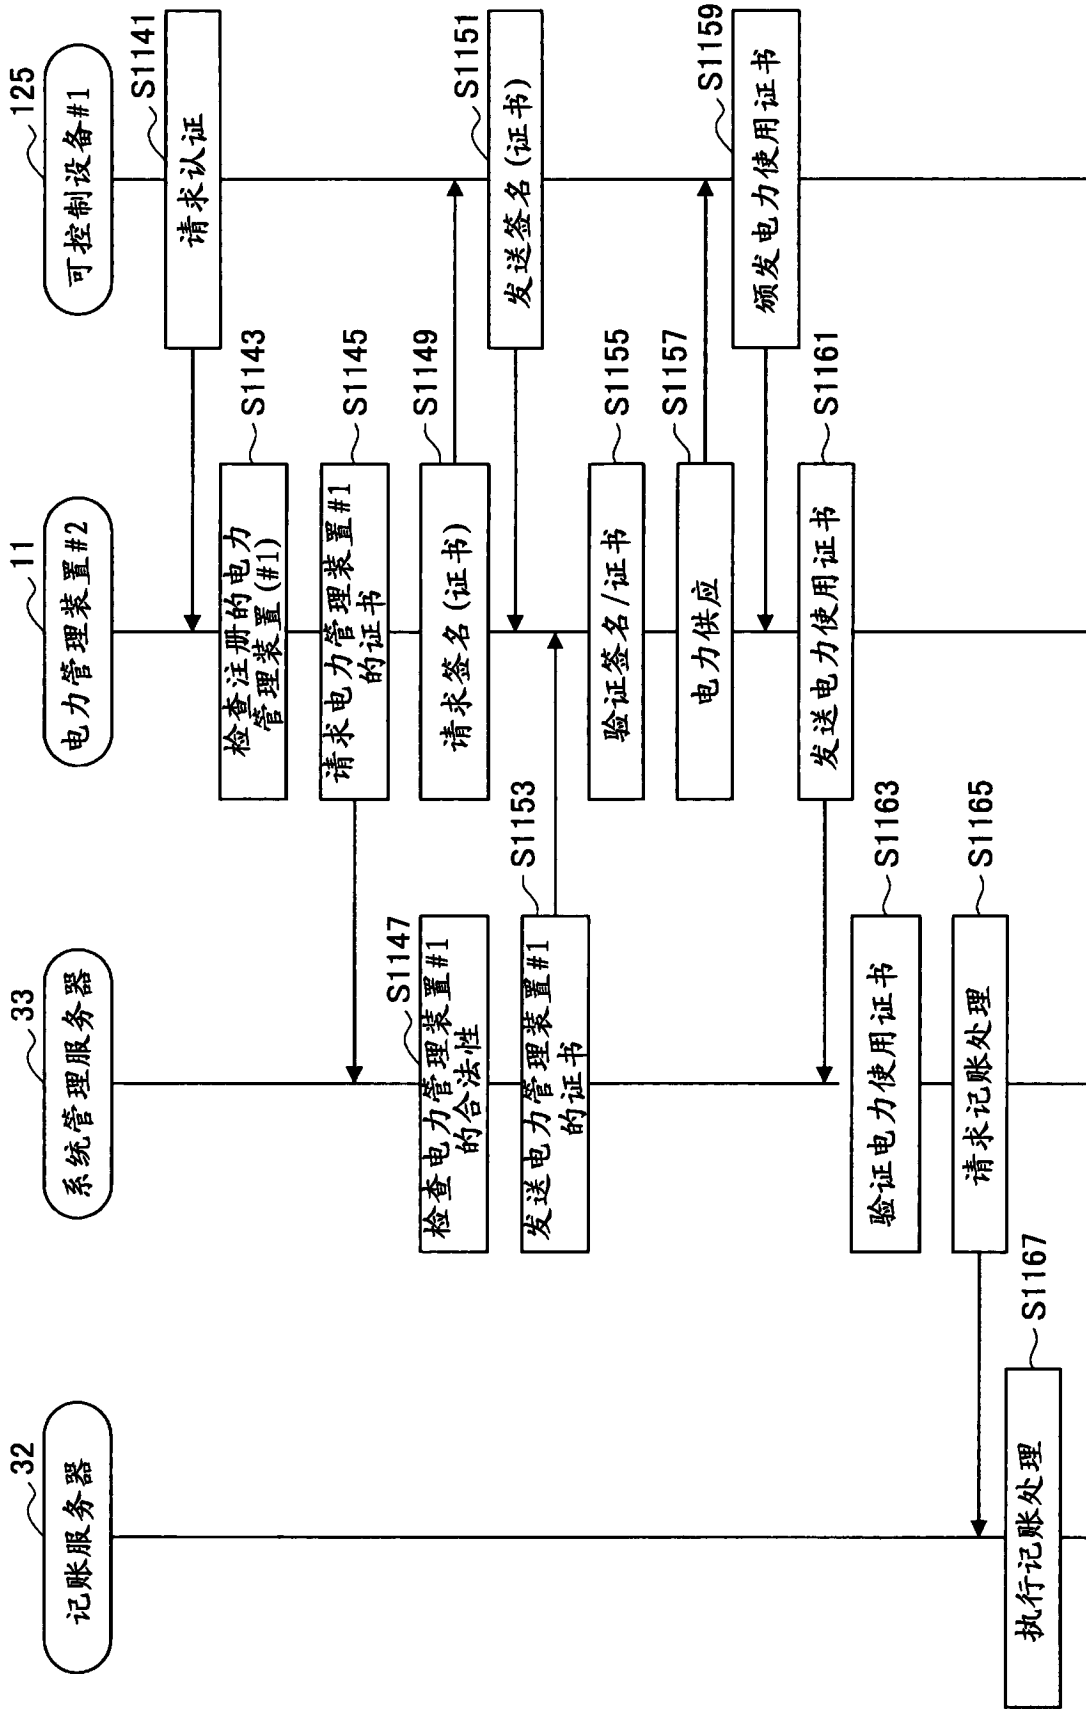 32
记账服务器
33
系统管理服务器
11
电力管理装置#2
125
可控制设备#1
S1141
请求认证
S1143
检查注册的电力
管理装置(#1)
S1145
请求电力管理装置#1
的证书
S1147
检查电力管理装置#1
的合法性
S1149
请求签名(证书)
S1151
发送签名(证书)
S1153
发送电力管理装置#1
的证书
S1155
验证签名/证书
S1157
电力供应
S1159
颁发电力使用证书
S1161
发送电力使用证书
S1163
验证电力使用证书
S1165
请求记账处理
S1167
执行记账处理